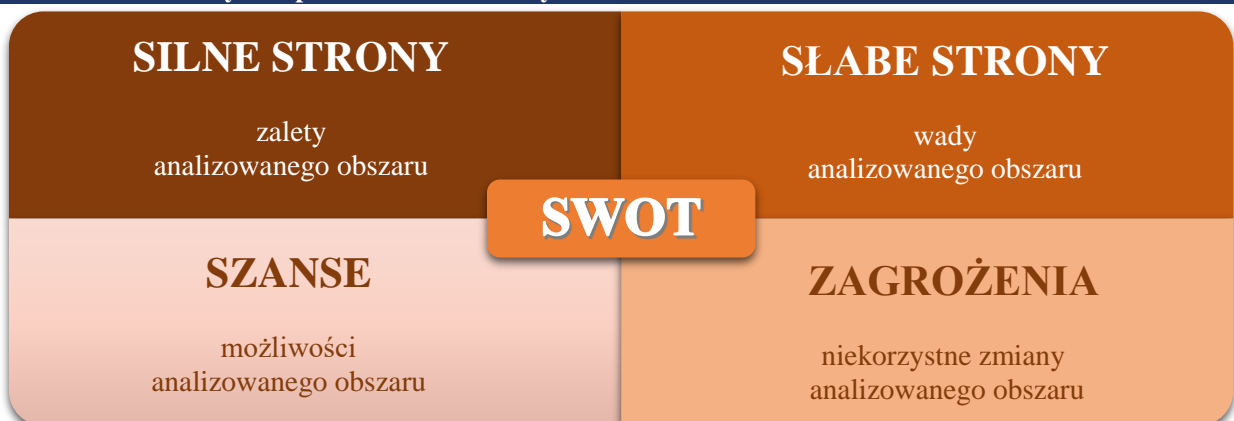 SILNE STRONY
zalety
analizowanego obszaru
SŁABE STRONY
wady
analizowanego obszaru
SWOT
SZANSE
możliwości
analizowanego obszaru
ZAGROŻENIA
niekorzystne zmiany
analizowanego obszaru